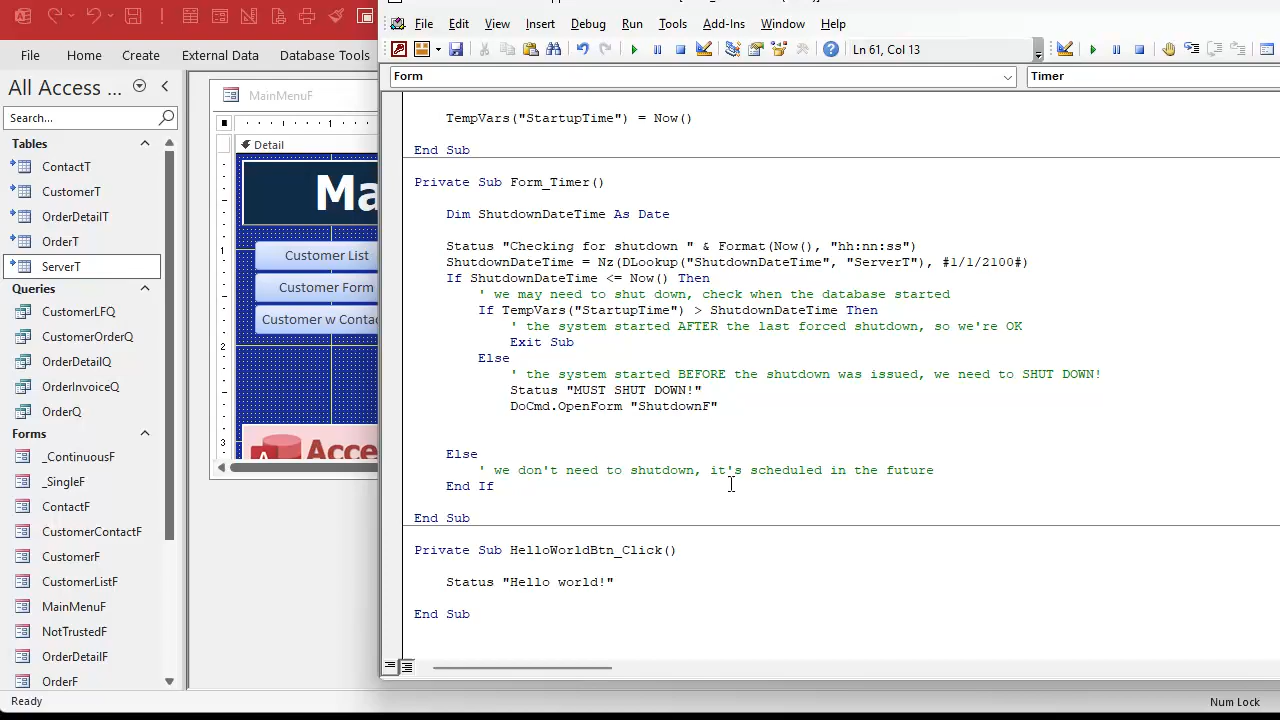 File Edit View Insert Debug Run Tools Add-Ins Window Help
Ln 61, Col 13
File Home Create External Data Database Tools
Form
Timer
All Access ...
Search...
Tables
ContactT
CustomerT
OrderDetailT
OrderT
ServerT
Queries
CustomerLFQ
CustomerOrderQ
OrderDetailQ
OrderInvoiceQ
OrderQ
Forms
_ContinuousF
_SingleF
ContactF
CustomerContactF
CustomerF
CustomerListF
MainMenuF
NotTrustedF
OrderDetailF
OrderF
MainMenuF
1
Detail
Ma
1
Customer List
Customer Form
Customer w Contac
2
3
Acce
TempVars("StartupTime") = Now()
End Sub
Private Sub Form_Timer()
Dim ShutdownDateTime As Date
Status "Checking for shutdown " & Format(Now(), "hh:nn:ss")
ShutdownDateTime = Nz(DLookup("ShutdownDateTime", "ServerT"), #1/1/2100#)
If ShutdownDateTime <= Now() Then
' we may need to shut down, check when the database started
If TempVars("StartupTime") > ShutdownDateTime Then
' the system started AFTER the last forced shutdown, so we're OK
Exit Sub
Else
' the system started BEFORE the shutdown was issued, we need to SHUT DOWN!
Status "MUST SHUT DOWN!"
DoCmd.OpenForm "ShutdownF"
Else
' we don't need to shutdown, it's scheduled in the future
End If
End Sub
Private Sub HelloWorldBtn_Click()
Status "Hello world!"
End Sub
Ready
Num Lock